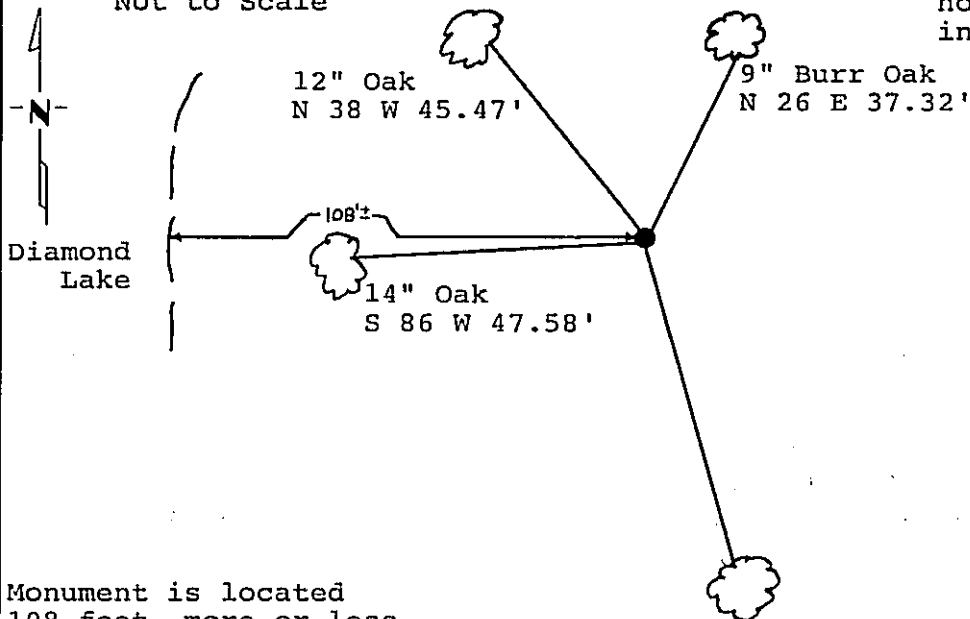 Not to Scale
12" Oak
N 38 W 45.47'
9" Burr Oak
N 26 E 37.32'
-N-
108'±
Diamond
Lake
14" Oak
S 86 W 47.58'
Monument is located
108 feet, more or less